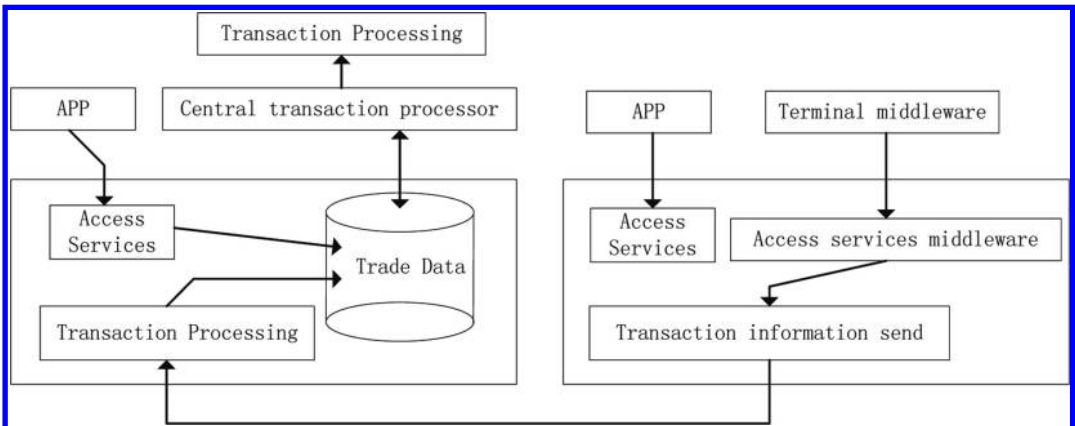 Transaction Processing
APP
Central transaction processor
APP
Terminal middleware
Access
Services
Trade Data
Access
Services
Access services middleware
Transaction Processing
Transaction information send